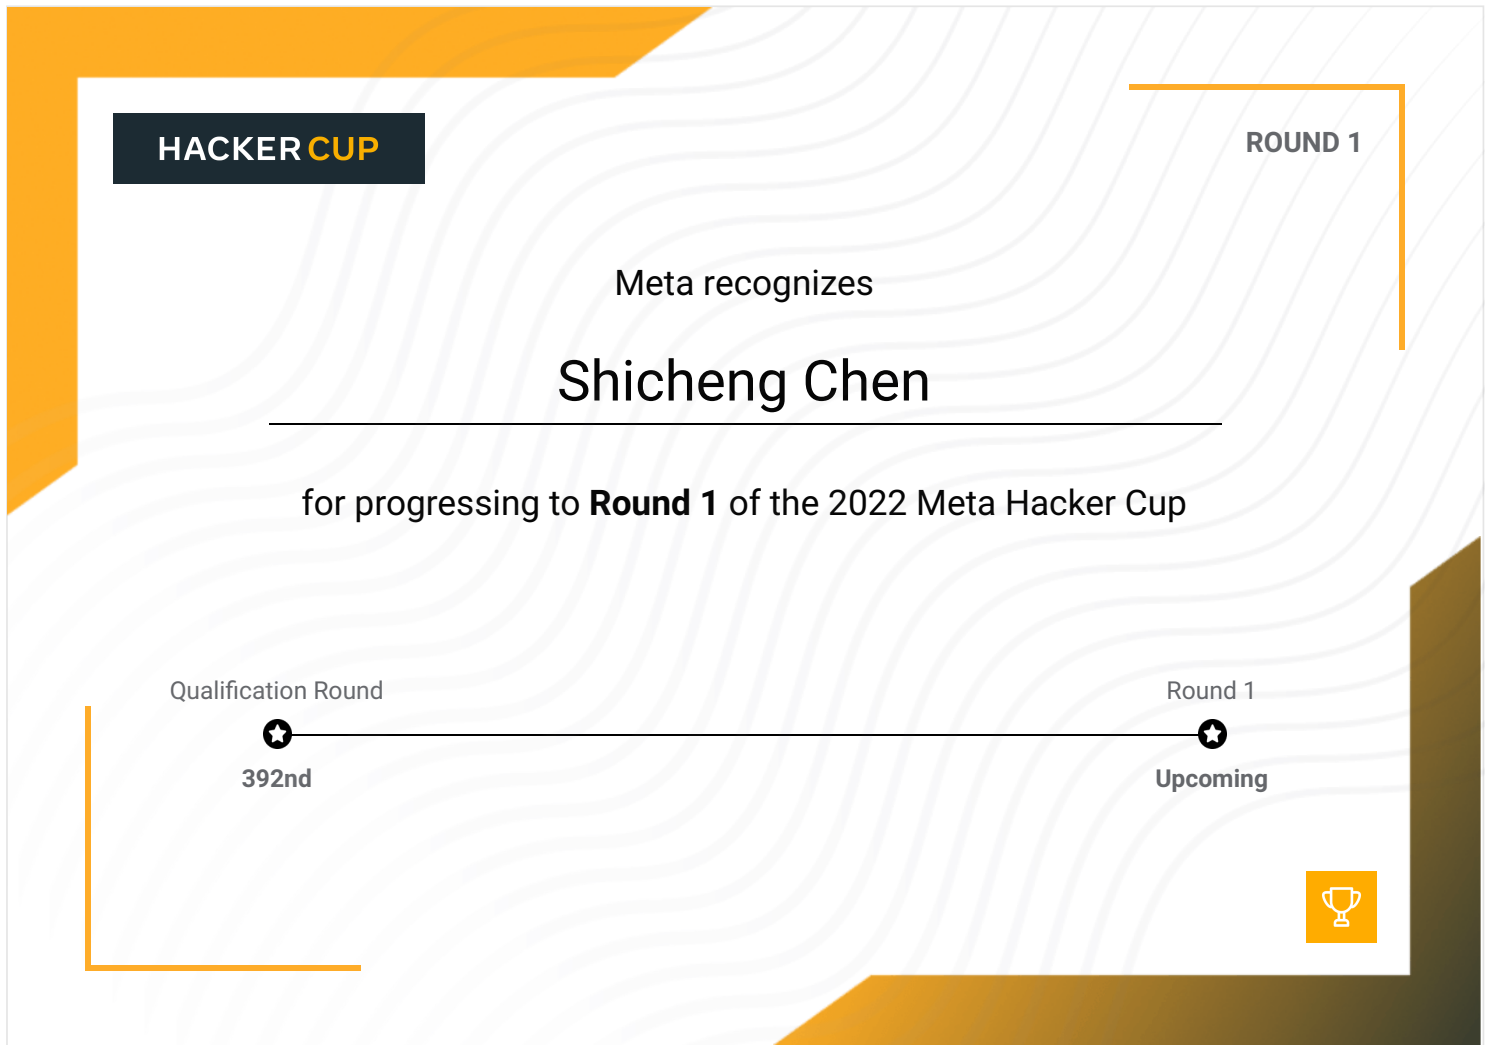 HACKER CUP
ROUND 1
Meta recognizes
Shicheng Chen
for progressing to Round 1 of the 2022 Meta Hacker Cup
Qualification Round
Round 1
392nd
Upcoming